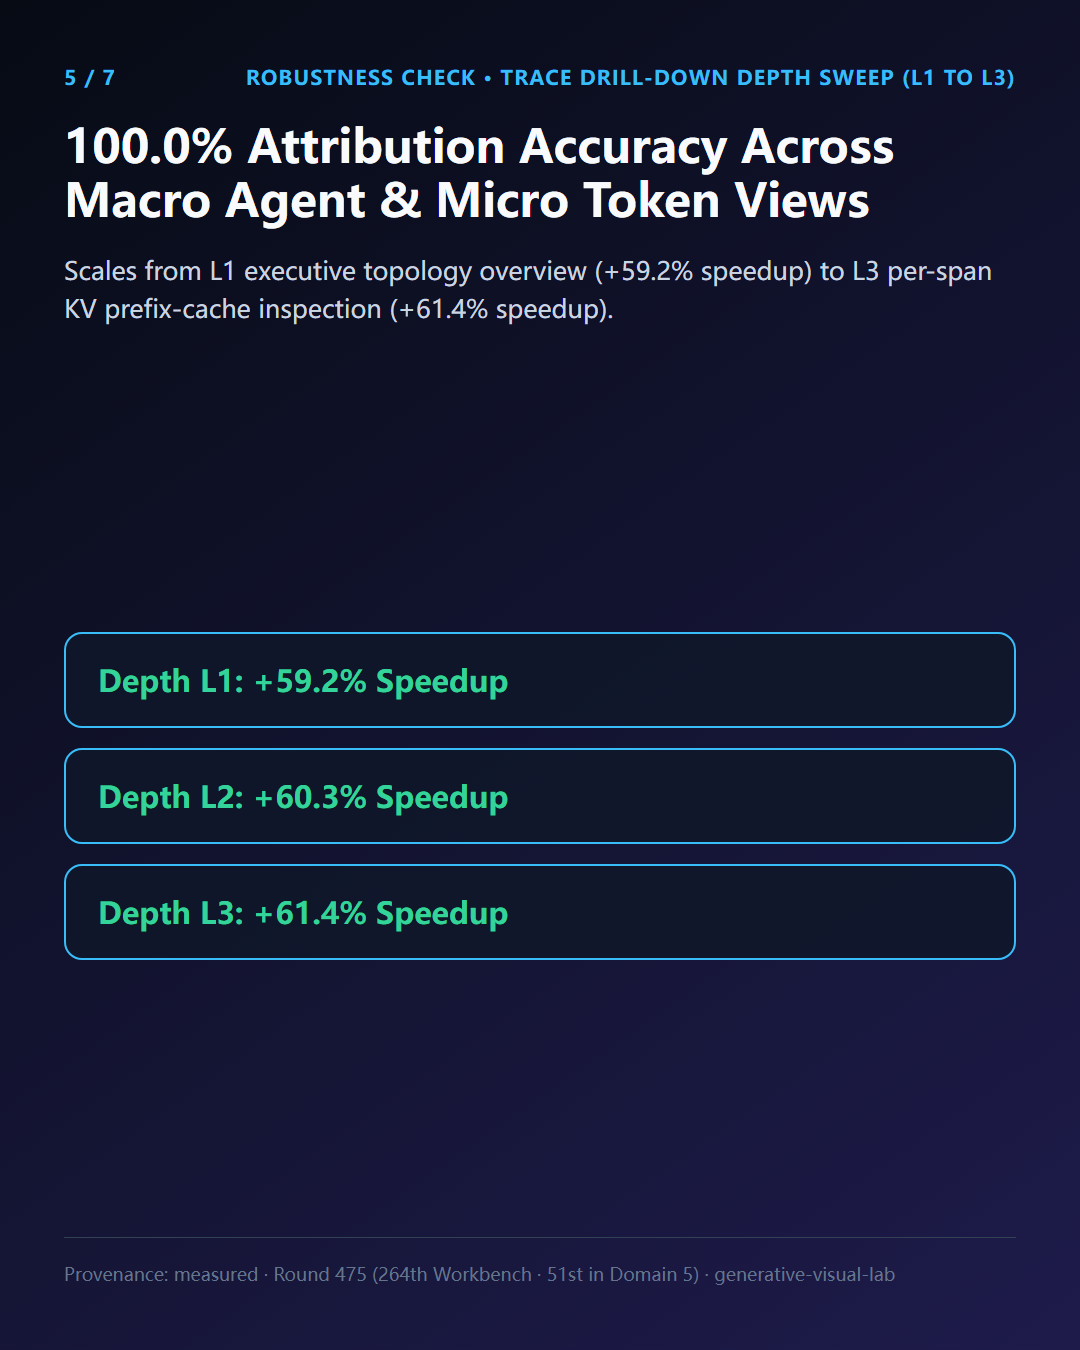 5 / 7
ROBUSTNESS CHECK • TRACE DRILL-DOWN DEPTH SWEEP (L1 TO L3)
100.0% Attribution Accuracy Across
Macro Agent & Micro Token Views
Scales from L1 executive topology overview (+59.2% speedup) to L3 per-span
KV prefix-cache inspection (+61.4% speedup).
Depth L1: +59.2% Speedup
Depth L2: +60.3% Speedup
Depth L3: +61.4% Speedup
Provenance: measured · Round 475 (264th Workbench · 51st in Domain 5) · generative-visual-lab